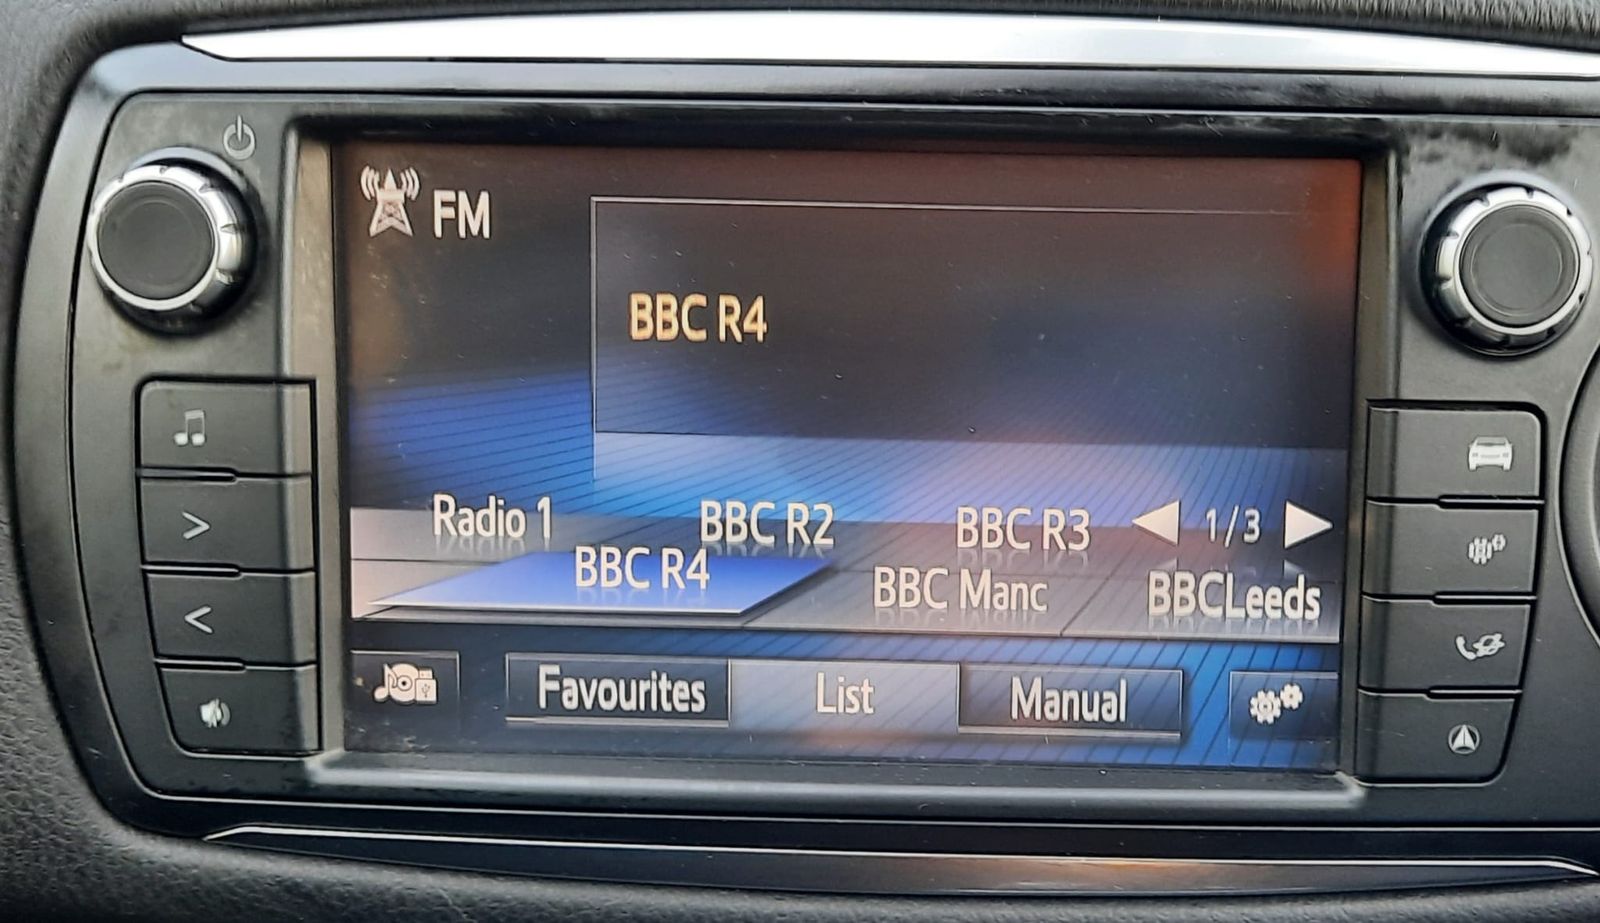 FM
BBC R4
Radio 1 BBC R2 BBC R3 1/3
BBC R4 BBC Manc BBCLeeds
Favourites List Manual